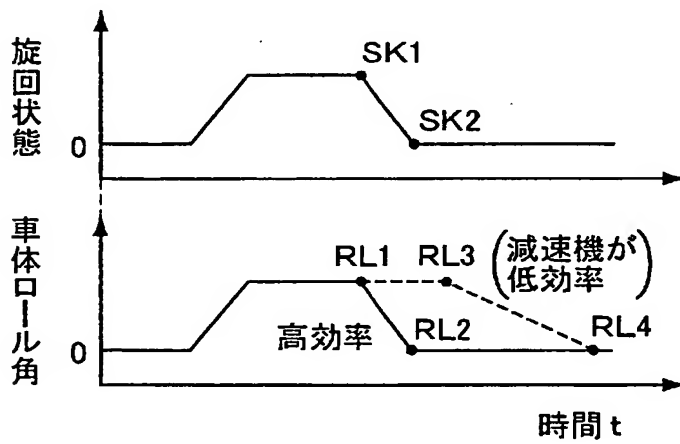 旋回状態
0
SK1
SK2
車体ロール角
0
RL1
RL3
(減速機が
低効率)
高効率
RL2
RL4
時間 t